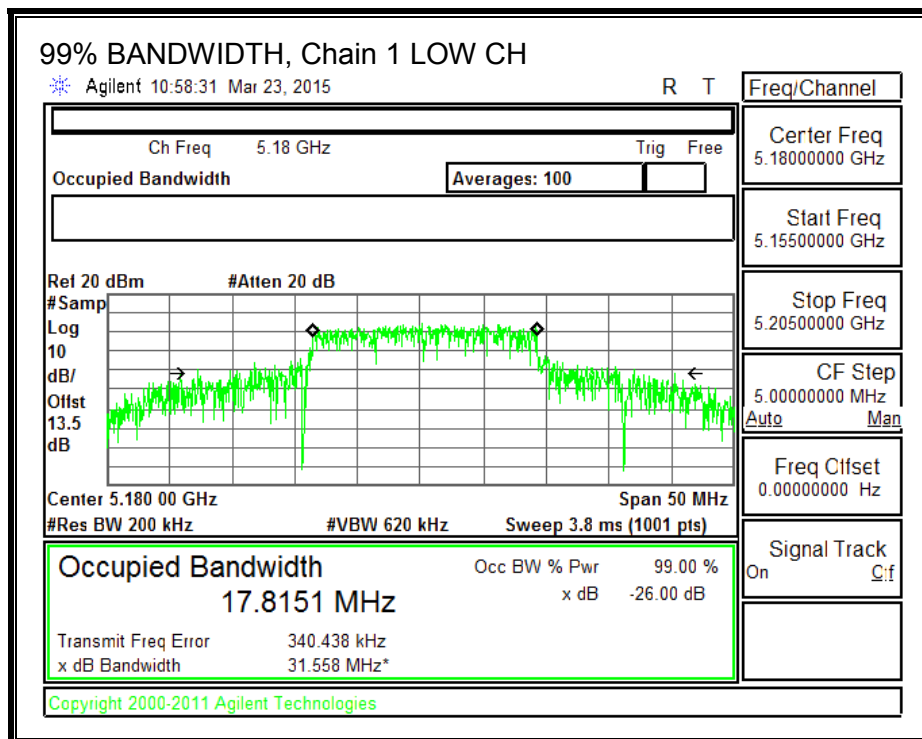 99% BANDWIDTH, Chain 1 LOW CH
Agilent 10:58:31 Mar 23, 2015 R T
Freq/Channel
Ch Freq 5.18 GHz Trig Free
Occupied Bandwidth Averages: 100
Center Freq
5.18000000 GHz
Start Freq
5.15500000 GHz
Stop Freq
5.20500000 GHz
CF Step
5.00000000 MHz
Auto Man
Freq Offset
0.00000000 Hz
Signal Track
On Off
Ref 20 dBm #Atten 20 dB
#Samp
Log
10
dB/
Offst
13.5
dB
Center 5.180 00 GHz Span 50 MHz
#Res BW 200 kHz #VBW 620 kHz Sweep 3.8 ms (1001 pts)
Occupied Bandwidth Occ BW % Pwr 99.00 %
17.8151 MHz x dB -26.00 dB
Transmit Freq Error 340.438 kHz
x dB Bandwidth 31.558 MHz*
Copyright 2000-2011 Agilent Technologies